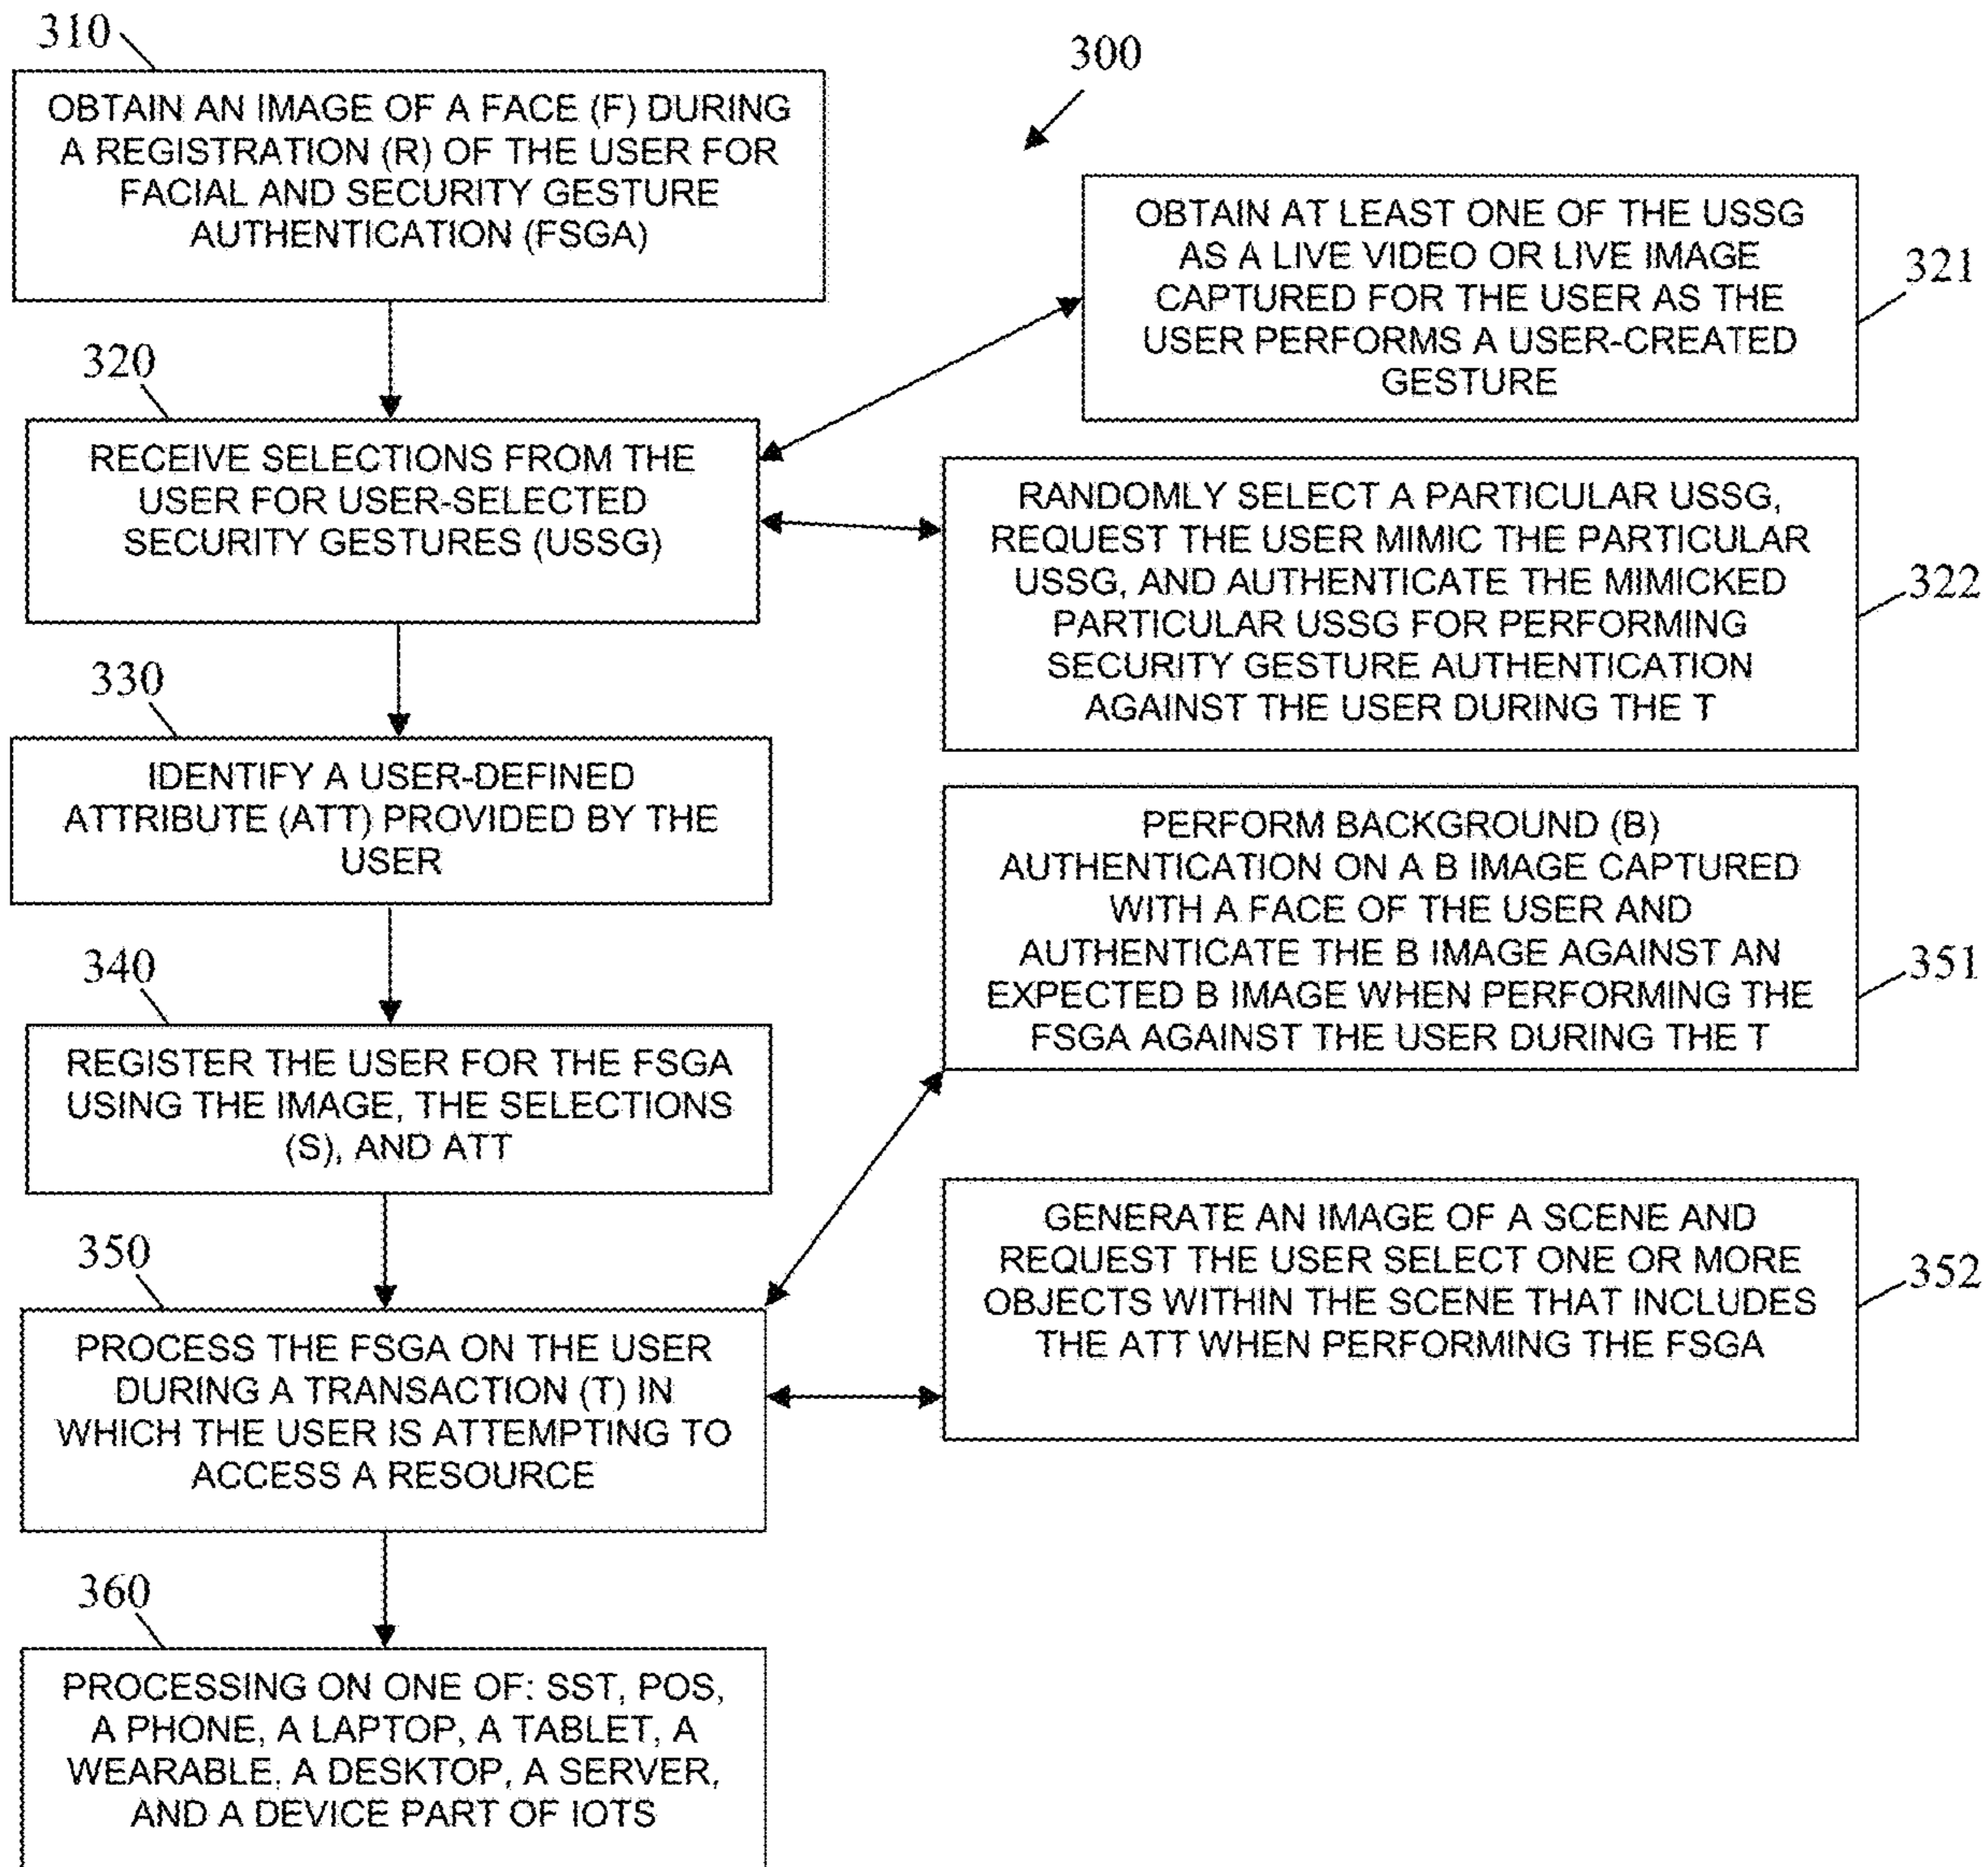 310
OBTAIN AN IMAGE OF A FACE (F) DURING
A REGISTRATION (R) OF THE USER FOR
FACIAL AND SECURITY GESTURE
AUTHENTICATION (FSGA)
300
320
RECEIVE SELECTIONS FROM THE
USER FOR USER-SELECTED
SECURITY GESTURES (USSG)
OBTAIN AT LEAST ONE OF THE USSG
AS A LIVE VIDEO OR LIVE IMAGE
CAPTURED FOR THE USER AS THE
USER PERFORMS A USER-CREATED
GESTURE
321
RANDOMLY SELECT A PARTICULAR USSG,
REQUEST THE USER MIMIC THE PARTICULAR
USSG, AND AUTHENTICATE THE MIMICKED
PARTICULAR USSG FOR PERFORMING
SECURITY GESTURE AUTHENTICATION
AGAINST THE USER DURING THE T
322
330
IDENTIFY A USER-DEFINED
ATTRIBUTE (ATT) PROVIDED BY THE
USER
340
REGISTER THE USER FOR THE FSGA
USING THE IMAGE, THE SELECTIONS
(S), AND ATT
350
PROCESS THE FSGA ON THE USER
DURING A TRANSACTION (T) IN
WHICH THE USER IS ATTEMPTING TO
ACCESS A RESOURCE
PERFORM BACKGROUND (B)
AUTHENTICATION ON A B IMAGE CAPTURED
WITH A FACE OF THE USER AND
AUTHENTICATE THE B IMAGE AGAINST AN
EXPECTED B IMAGE WHEN PERFORMING THE
FSGA AGAINST THE USER DURING THE T
351
GENERATE AN IMAGE OF A SCENE AND
REQUEST THE USER SELECT ONE OR MORE
OBJECTS WITHIN THE SCENE THAT INCLUDES
THE ATT WHEN PERFORMING THE FSGA
352
360
PROCESSING ON ONE OF: SST, POS,
A PHONE, A LAPTOP, A TABLET, A
WEARABLE, A DESKTOP, A SERVER,
AND A DEVICE PART OF IOTS